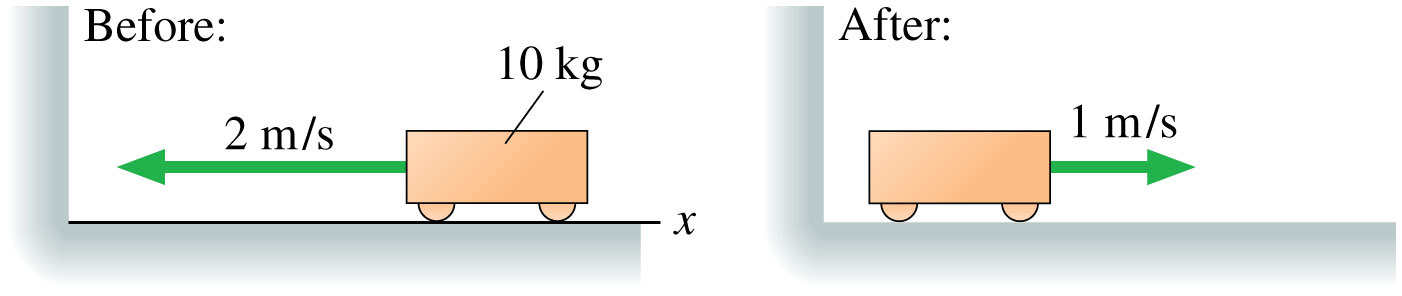 Before:
10 kg
2 m/s
x
After:
1 m/s